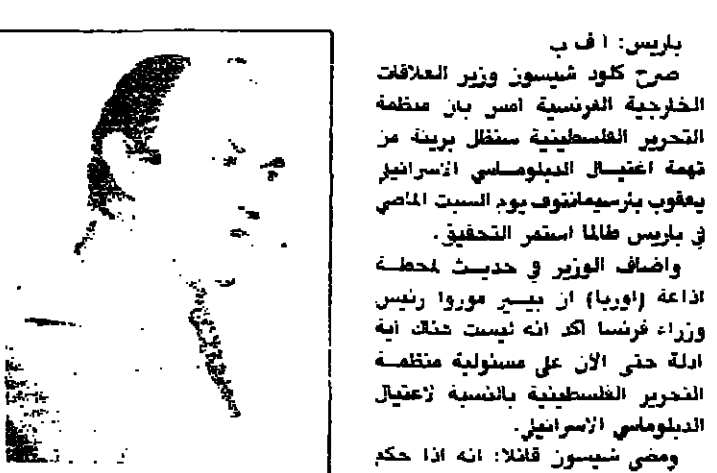 باريس: ا ف ب
صرح كلود شيسون وزير العلاقات
الخارجية الفرنسية امس بان منظمة
التحرير الفلسطينية ستظل بريئة من
تهمة اغتيال الدبلوماسي الاسرائيلي
يعقوب بئرسيمانتوف يوم السبت الماضي
في باريس طالما استمر التحقيق.
واضاف الوزير في حديث لمحطة
اذاعة (اوربا) ان بيير موروا رئيس
وزراء فرنسا اكد انه ليست هناك أية
ادلة حتى الآن على مسئولية منظمة
التحرير الفلسطينية بالنسبة لاغتيال
الدبلوماسي الاسرائيلي.
ومضى شيسون قائلا: انه اذا حكم